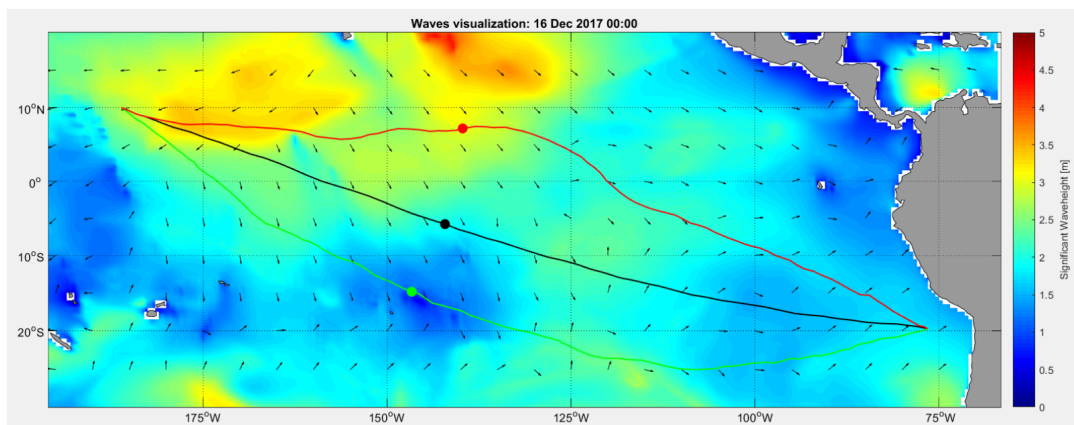 Waves visualization: 16 Dec 2017 00:00
10°N
0°
10°S
20°S
175°W
150°W
125°W
100°W
75°W
5
4.5
4
3.5
3
2.5
2
1.5
1
0.5
0
Significant Waveheight [m]